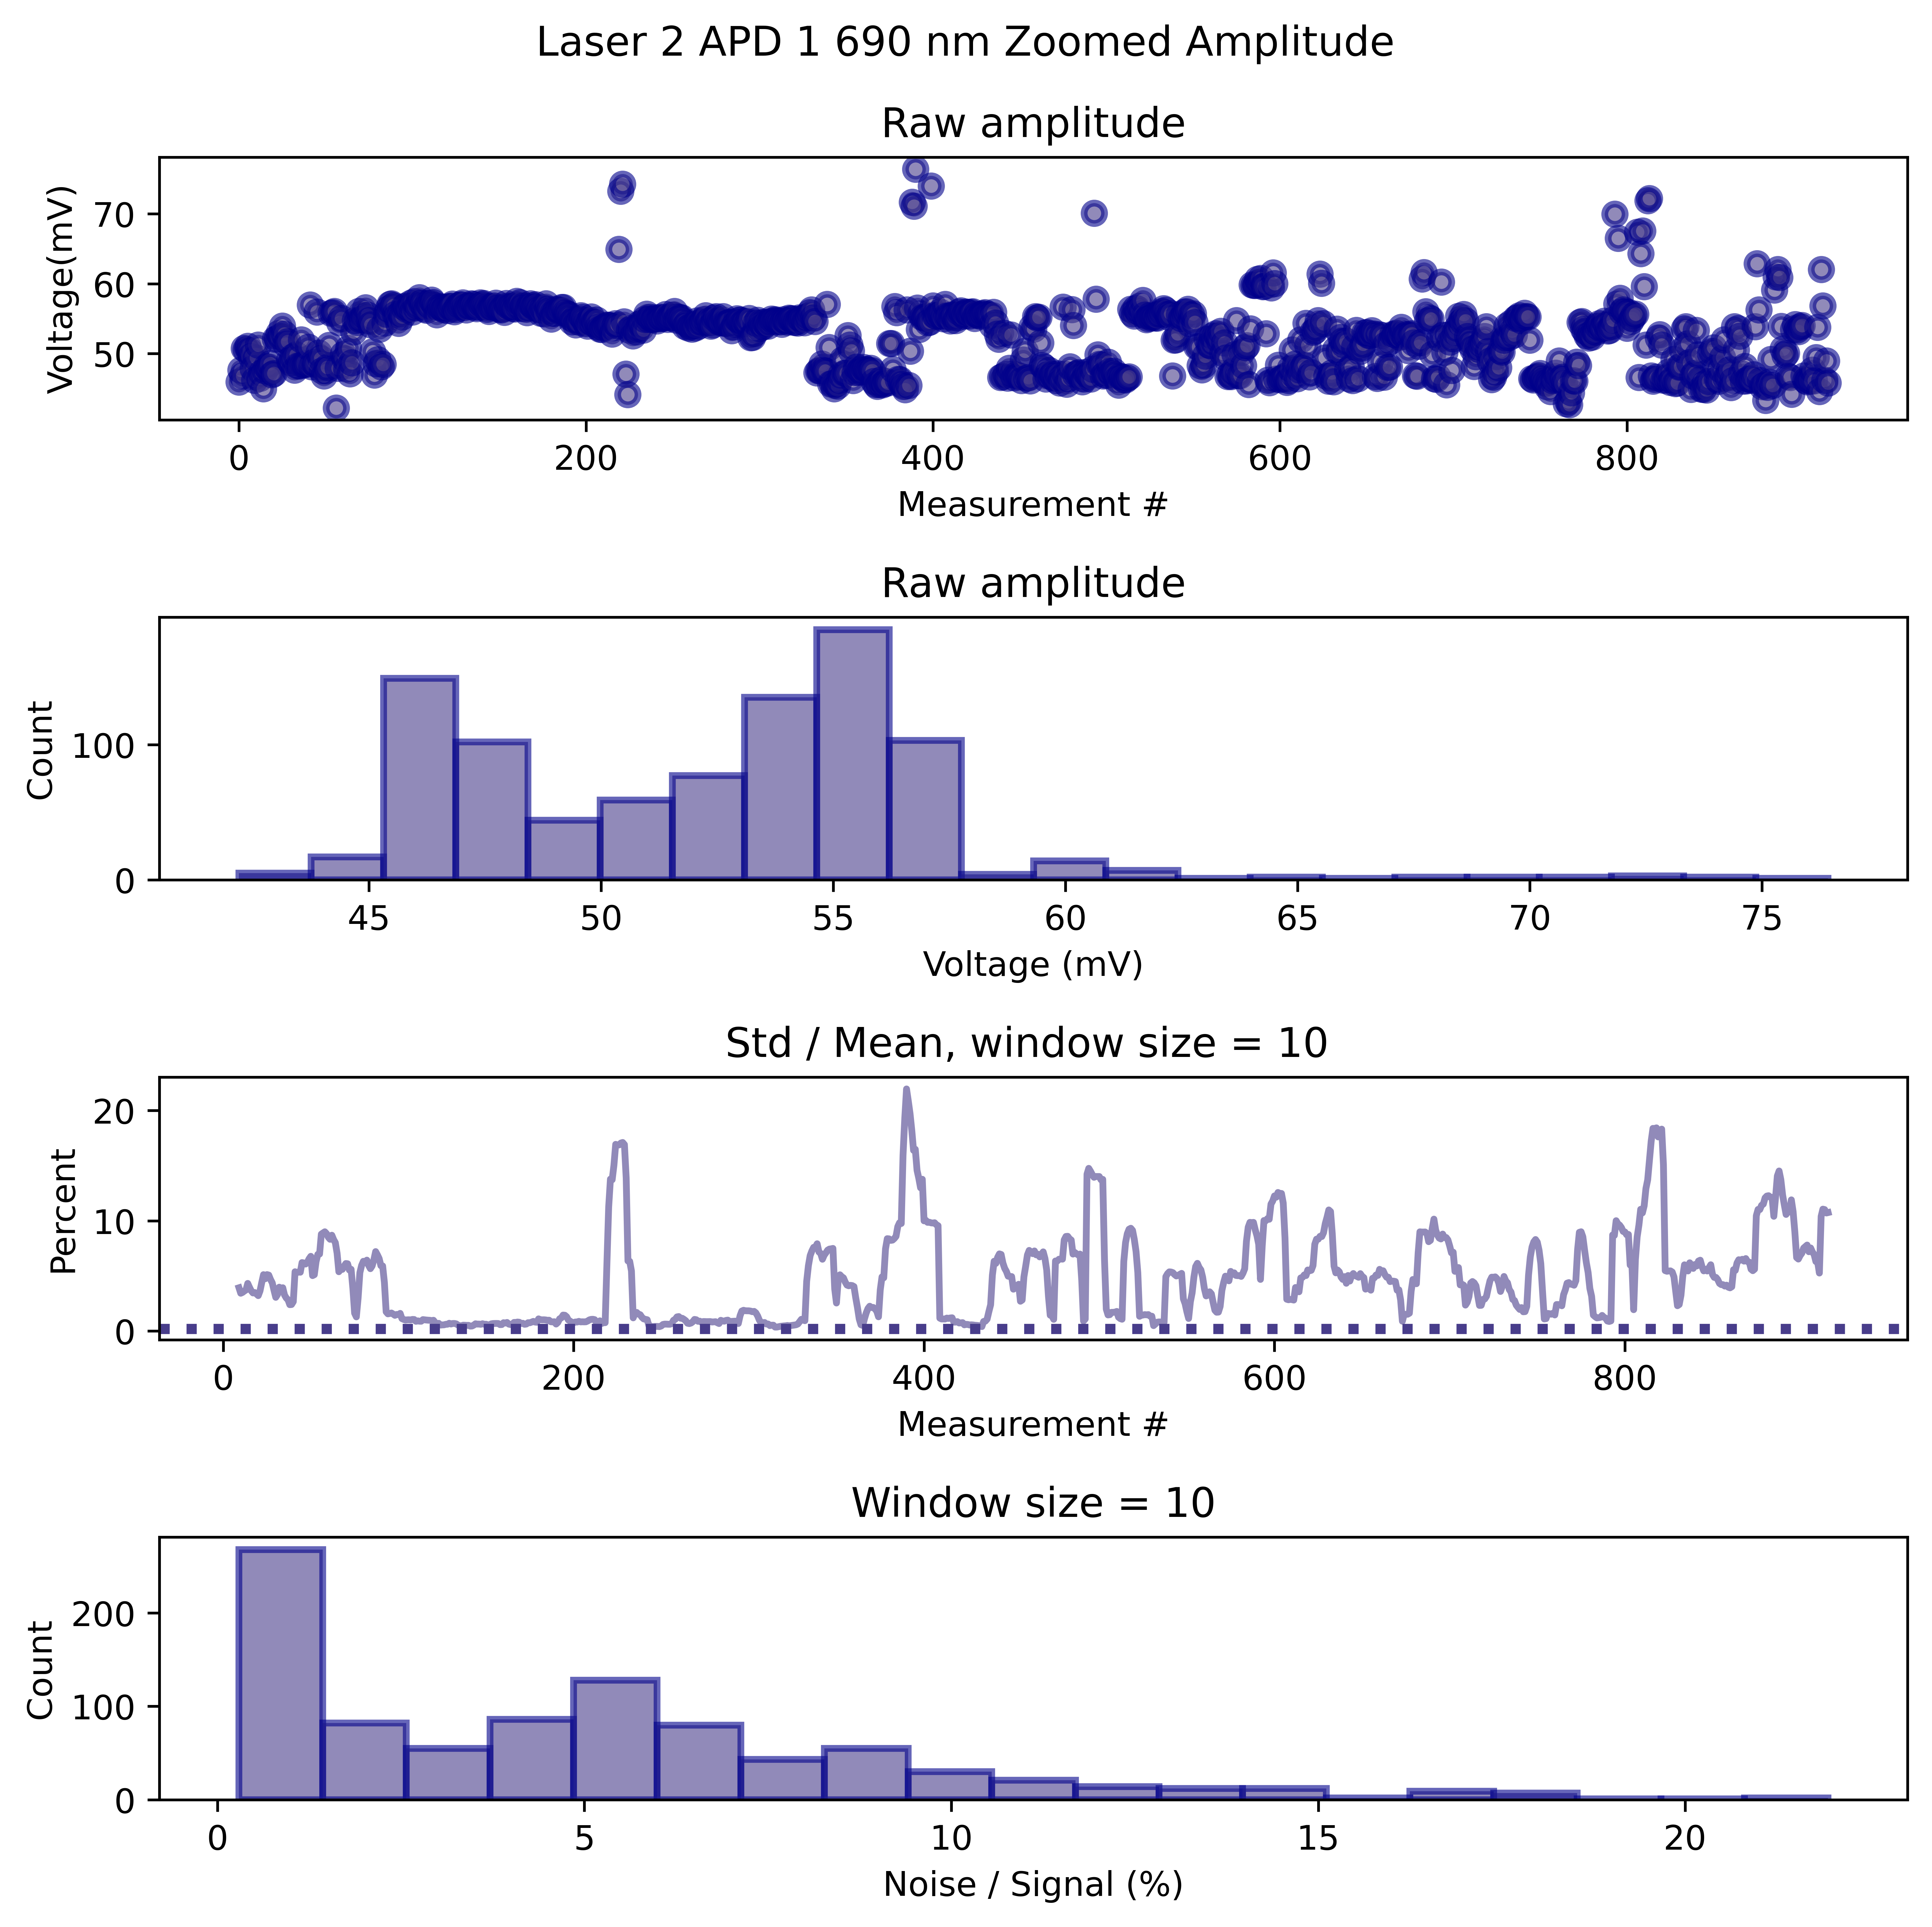 Laser 2 APD 1 690 nm Zoomed Amplitude
Raw amplitude
Voltage(mV)
70
60
50
0 200 400 600 800
Measurement #
Raw amplitude
Count
100
0
45 50 55 60 65 70 75
Voltage (mV)
Std / Mean, window size = 10
Percent
20
10
0
0 200 400 600 800
Measurement #
Window size = 10
Count
200
100
0
0 5 10 15 20
Noise / Signal (%)